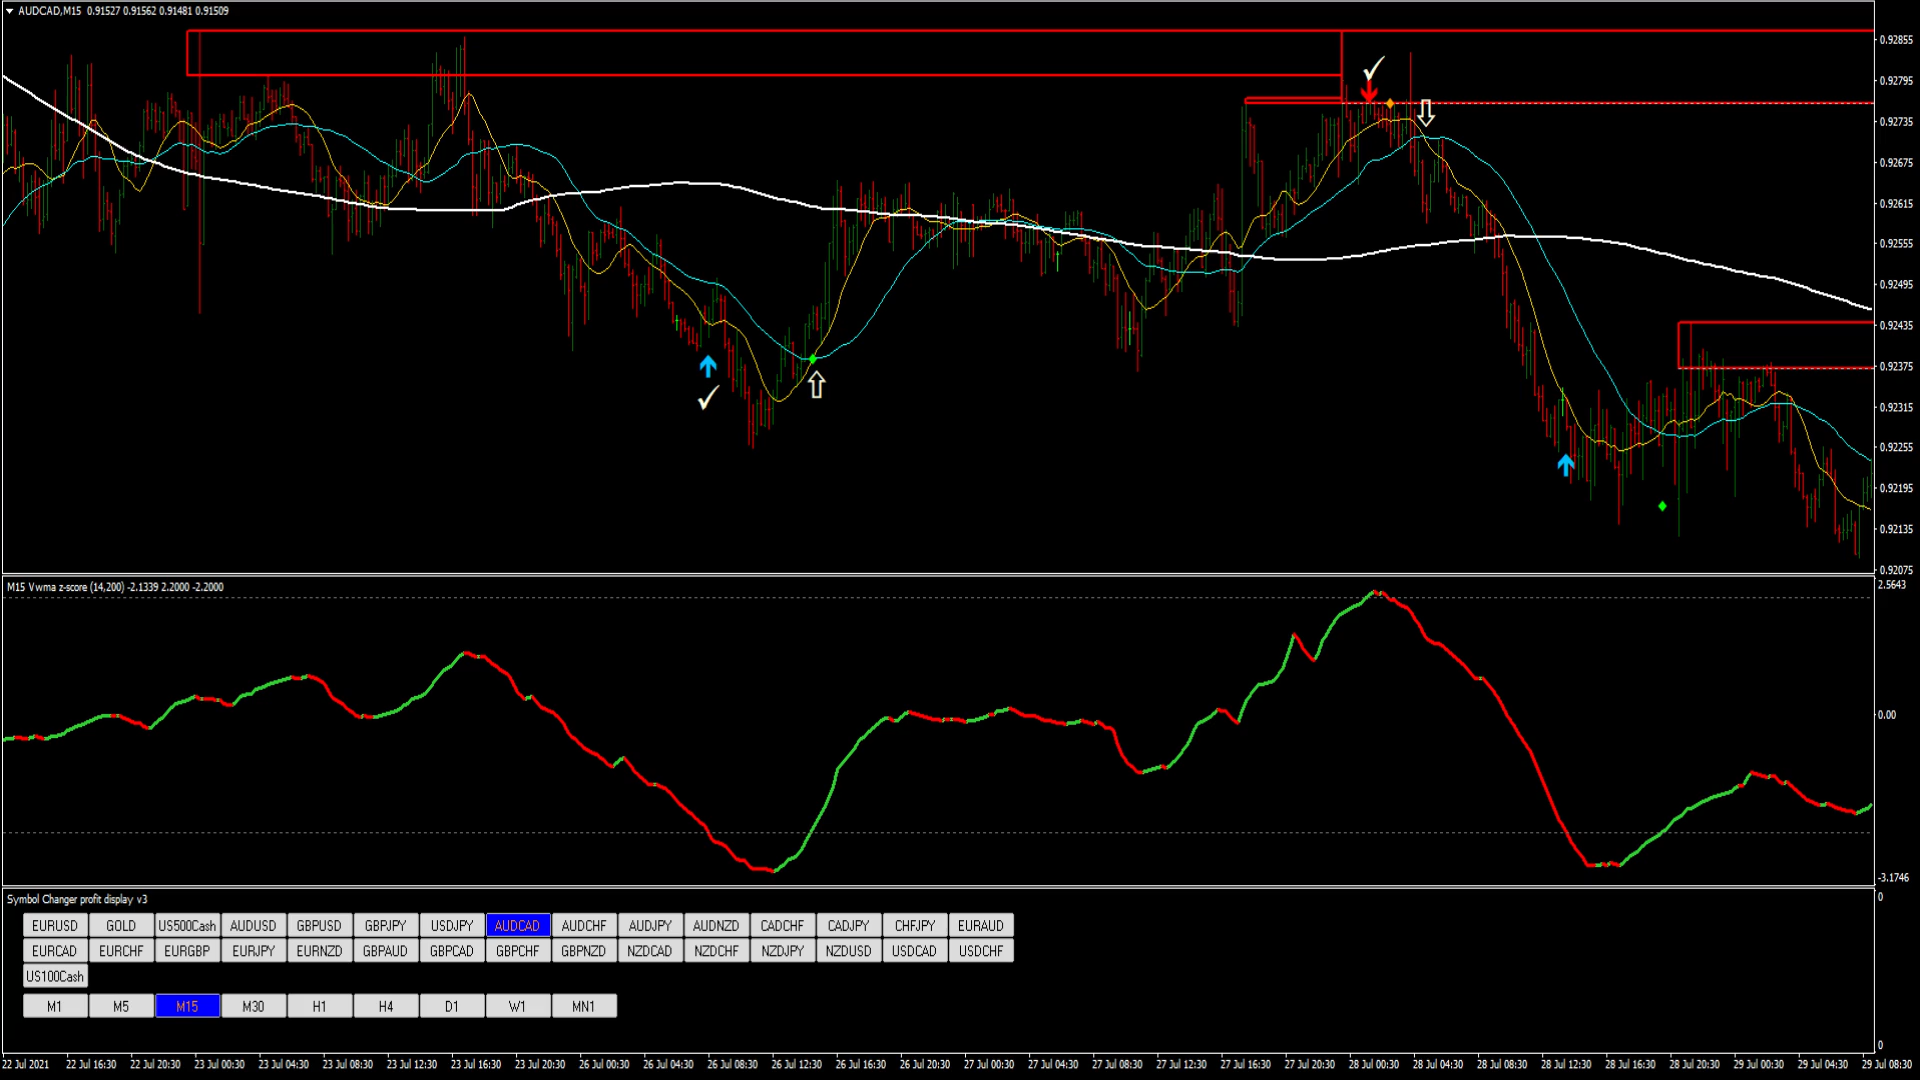 AUDCAD,M15 0.91527 0.91562 0.91481 0.91509
0.92855
0.92795
0.92735
0.92675
0.92615
0.92555
0.92495
0.92435
0.92375
0.92315
0.92255
0.92195
0.92135
0.92075
M15 Vwma z-score (14,200) -2.1339 2.2000 -2.2000
2.5643
0.00
-3.1746
Symbol Changer profit display v3
0
EURUSD GOLD US500Cash AUDUSD GBPUSD GBPJPY USDJPY AUDCAD AUDCHF AUDJPY AUDNZD CADCHF CADJPY CHFJPY EURAUD
EURCAD EURCHF EURGBP EURJPY EURNZD GBPAUD GBPCAD GBPCHF GBPNZD NZDCAD NZDCHF NZDJPY NZDUSD USDCAD USDCHF
US100Cash
M1 M5 M15 M30 H1 H4 D1 W1 MN1
0
22 Jul 2021 22 Jul 16:30 22 Jul 20:30 23 Jul 00:30 23 Jul 04:30 23 Jul 08:30 23 Jul 12:30 23 Jul 16:30 23 Jul 20:30 26 Jul 00:30 26 Jul 04:30 26 Jul 08:30 26 Jul 12:30 26 Jul 16:30 26 Jul 20:30 27 Jul 00:30 27 Jul 04:30 27 Jul 08:30 27 Jul 12:30 27 Jul 16:30 27 Jul 20:30 28 Jul 00:30 28 Jul 04:30 28 Jul 08:30 28 Jul 12:30 28 Jul 16:30 28 Jul 20:30 29 Jul 00:30 29 Jul 04:30 29 Jul 08:30